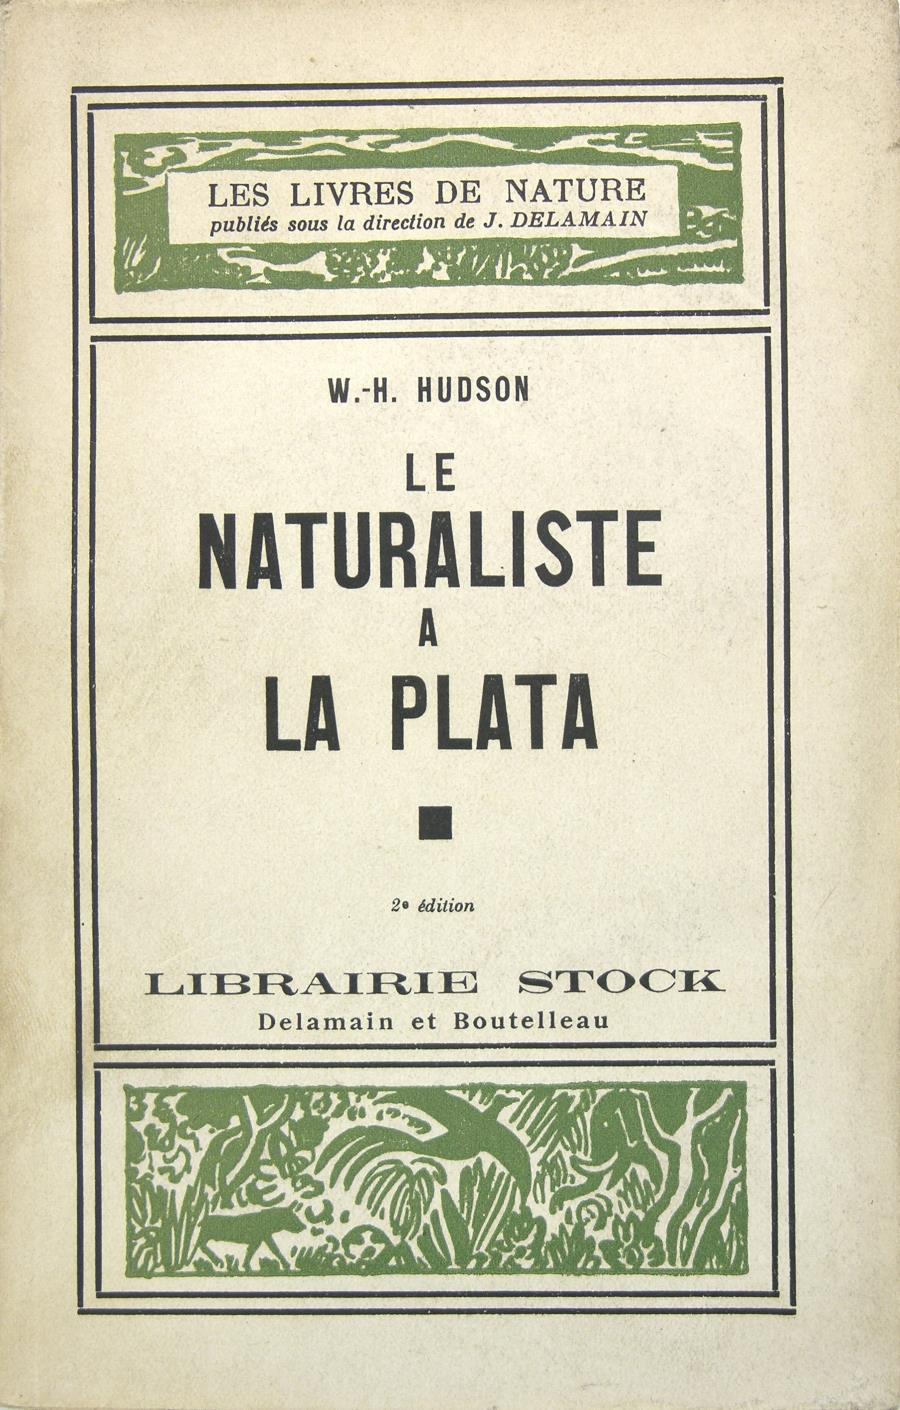 LES LIVRES DE NATURE
publiés sous la direction de J. DELAMAIN
W.-H. HUDSON
LE
NATURALISTE
A
LA PLATA
2e édition
LIBRAIRIE STOCK
Delamain et Boutelleau